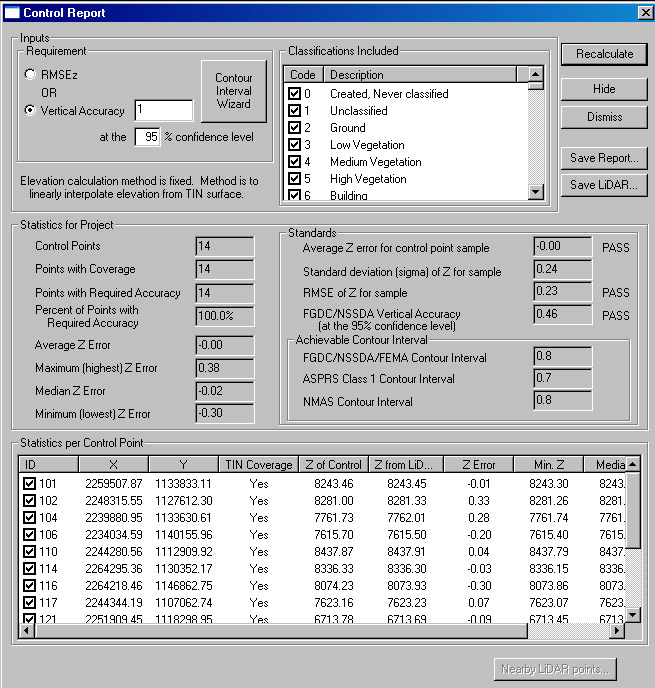 Control Report
Inputs
Requirement
RMSEz
OR
Vertical Accuracy 1
at the 95 % confidence level
Contour
Interval
Wizard
Elevation calculation method is fixed. Method is to
linearly interpolate elevation from TIN surface.
Classifications Included
Code Description
0 Created, Never classified
1 Unclassified
2 Ground
3 Low Vegetation
4 Medium Vegetation
5 High Vegetation
6 Building
Recalculate
Hide
Dismiss
Save Report...
Save LiDAR...
Statistics for Project
Control Points 14
Points with Coverage 14
Points with Required Accuracy 14
Percent of Points with
Required Accuracy 100.0%
Average Z Error -0.00
Maximum (highest) Z Error 0.38
Median Z Error -0.02
Minimum (lowest) Z Error -0.30
Standards
Average Z error for control point sample -0.00 PASS
Standard deviation (sigma) of Z for sample 0.24
RMSE of Z for sample 0.23 PASS
FGDC/NSSDA Vertical Accuracy 0.46 PASS
(at the 95% confidence level)
Achievable Contour Interval
FGDC/NSSDA/FEMA Contour Interval 0.8
ASPRS Class 1 Contour Interval 0.7
NMAS Contour Interval 0.8
Statistics per Control Point
ID X Y TIN Coverage Z of Control Z from LiD... Z Error Min. Z Media
101 2259507.87 1133833.11 Yes 8243.46 8243.45 -0.01 8243.30 8243.
102 2248315.55 1127612.30 Yes 8281.00 8281.33 0.33 8281.26 8281.
104 2239880.95 1133630.61 Yes 7761.73 7762.01 0.28 7761.74 7761.
106 2234034.59 1140155.96 Yes 7615.70 7615.50 -0.20 7615.40 7615.
110 2244280.56 1112909.92 Yes 8437.87 8437.91 0.04 8437.79 8437.
114 2264295.36 1130352.17 Yes 8336.33 8336.30 -0.03 8336.15 8336.
116 2264218.46 1146862.75 Yes 8074.23 8073.93 -0.30 8073.86 8073.
117 2244344.19 1107062.74 Yes 7623.16 7623.23 0.07 7623.07 7623.
121 2251909.45 1118298.95 Yes 6713.78 6713.69 -0.09 6713.45 6713.
Nearby LiDAR points...